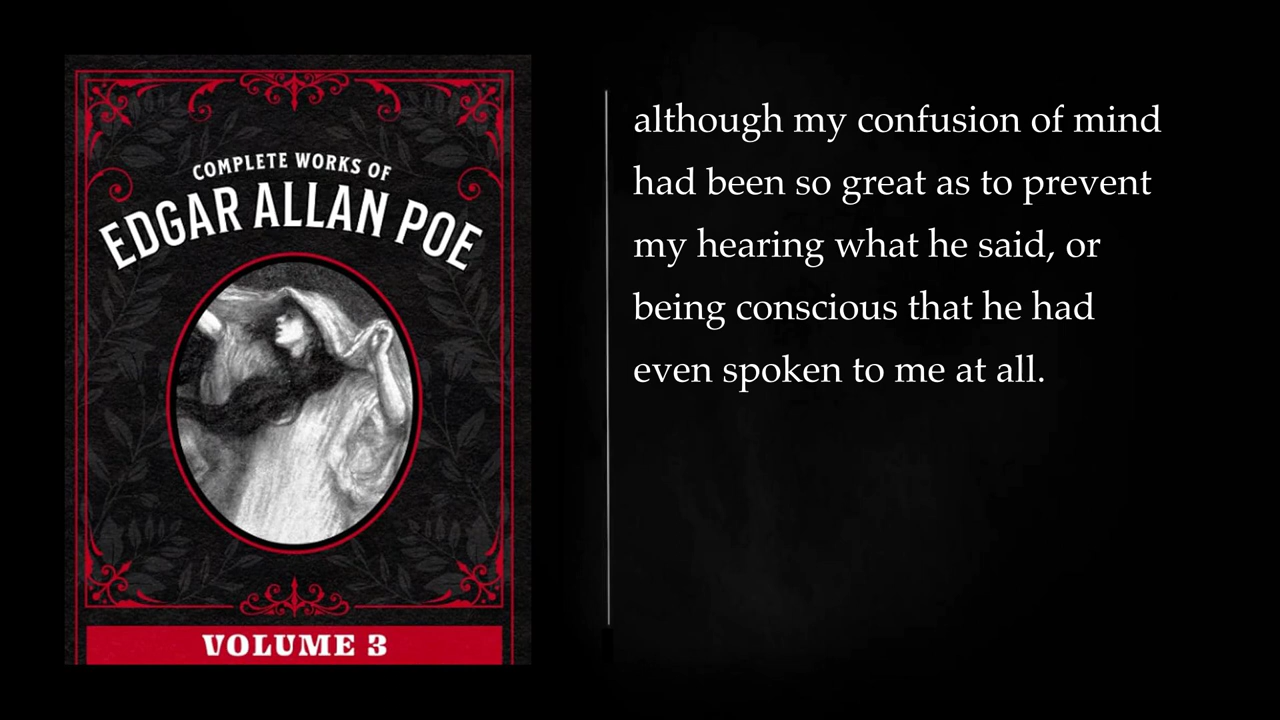 COMPLETE WORKS OF
EDGAR ALLAN POE
VOLUME 3
although my confusion of mind
had been so great as to prevent
my hearing what he said, or
being conscious that he had
even spoken to me at all.